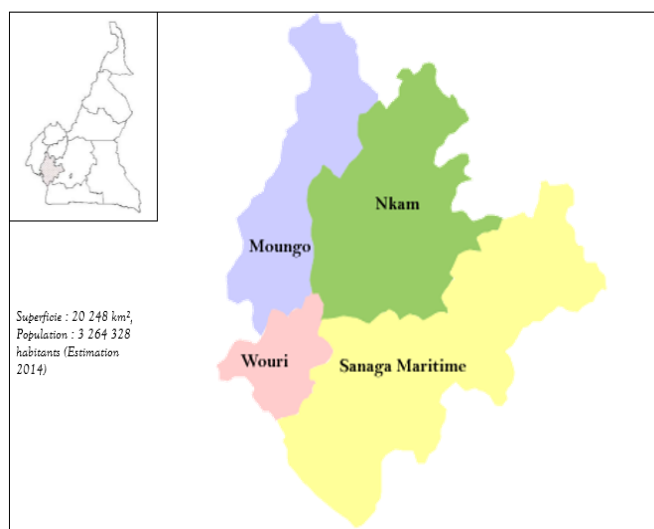 Nkam
Moungo
Superficie : 20 248 km²,
Population : 3 264 328
habitants (Estimation
2014)
Wouri
Sanaga Maritime